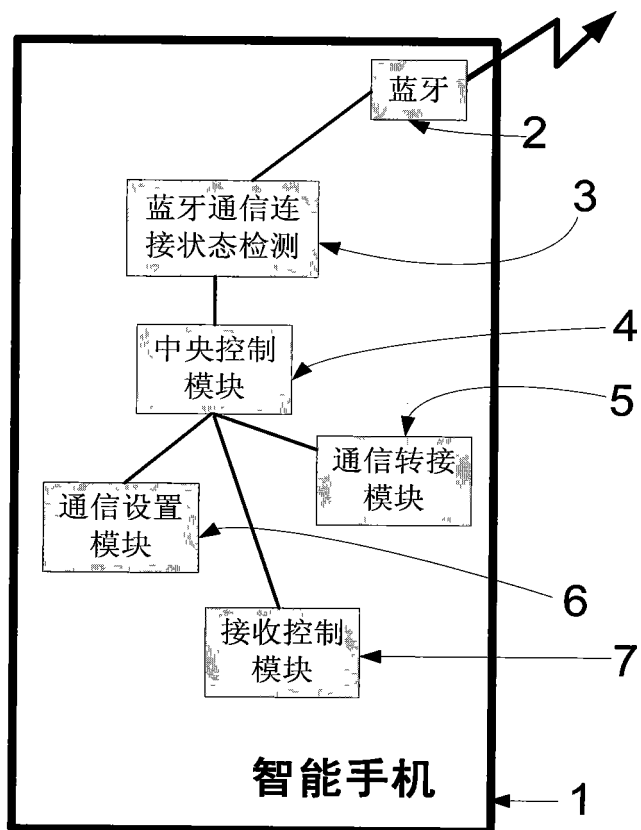 蓝牙
2
蓝牙通信连
接状态检测
3
中央控制
模块
4
5
通信转接
模块
通信设置
模块
6
接收控制
模块
7
智能手机
1